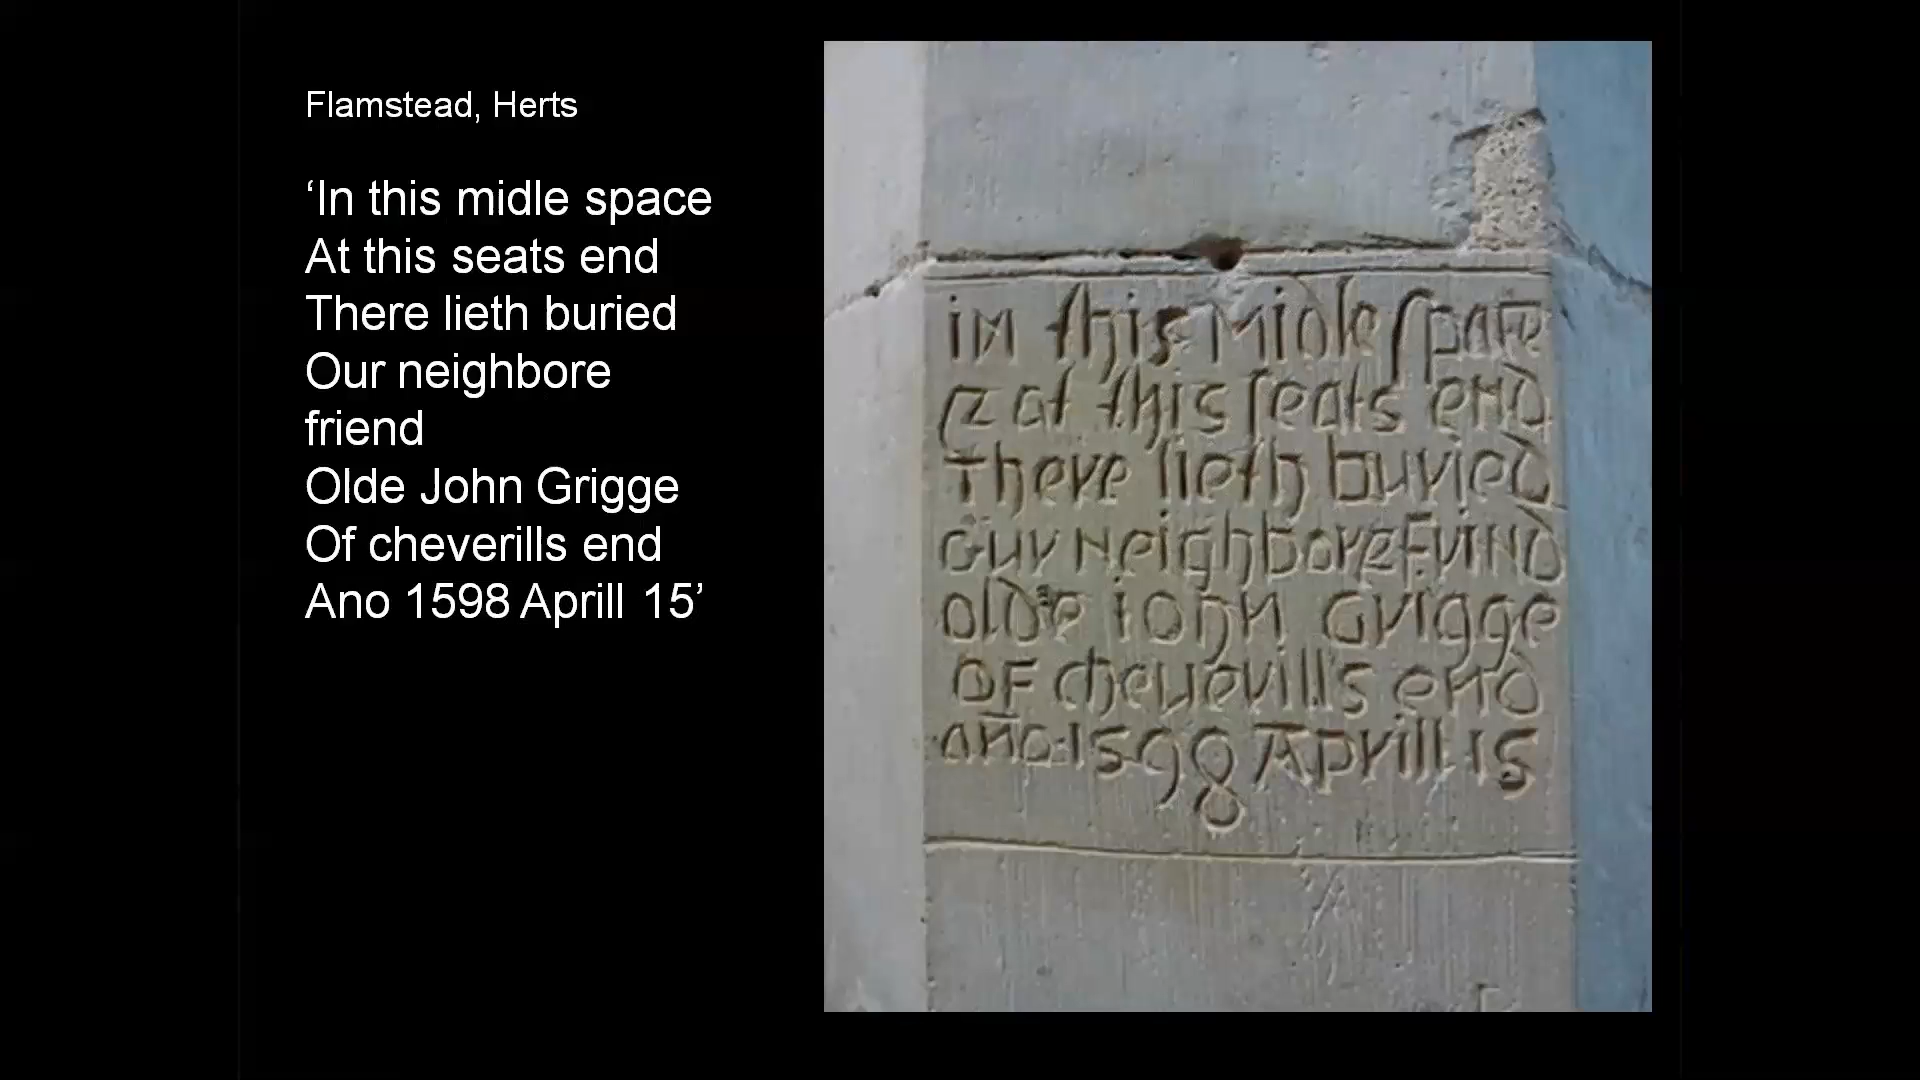 Flamstead, Herts
‘In this midle space
At this seats end
There lieth buried
Our neighbore
friend
Olde John Grigge
Of cheverills end
Ano 1598 Aprill 15’
in this Midle space
& at this seats end
There lieth buried
our Neighbore Frind
olde iohn Grigge
OF cheuerills end
año 1598 Aprill 15